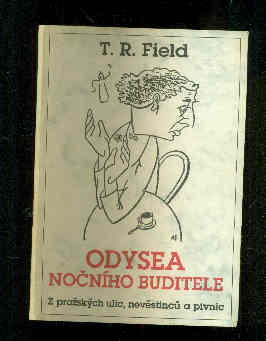 T. R. Field
ODYSEA
NOČNÍHO BUDITELE
Z pražských ulic, nevěstinců a pivnic